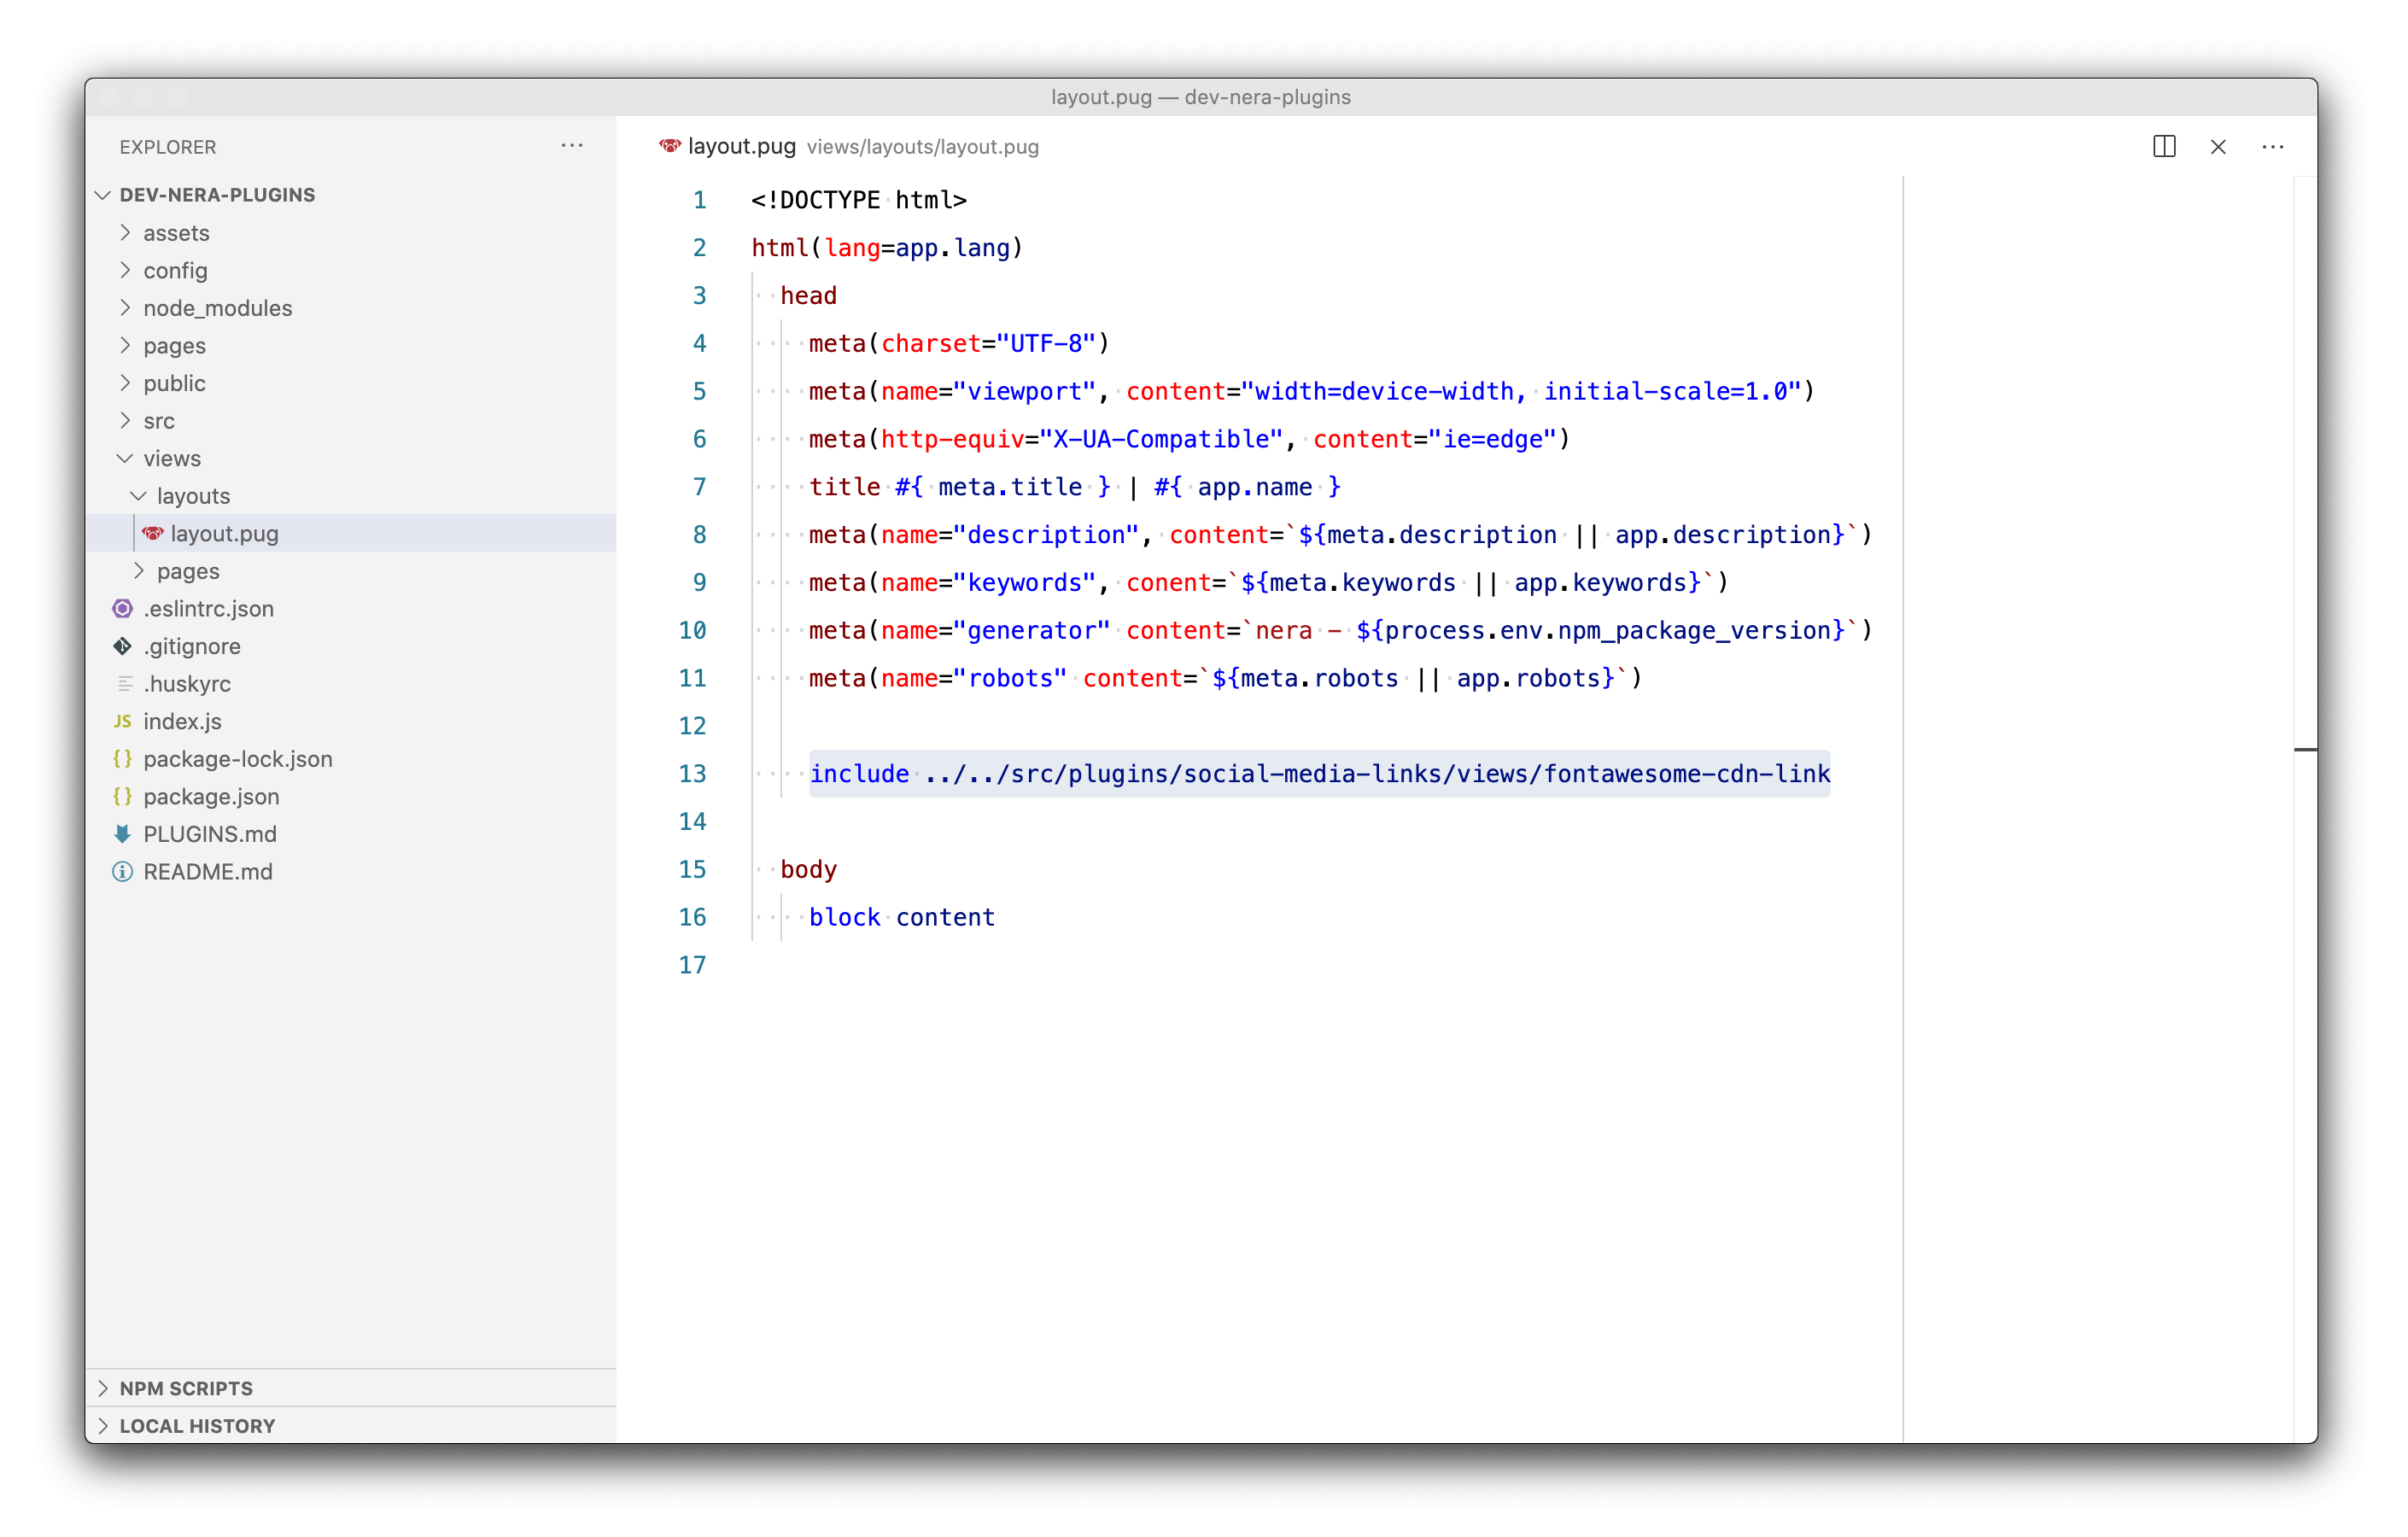 layout.pug — dev-nera-plugins
EXPLORER
DEV-NERA-PLUGINS
assets
config
node_modules
pages
public
src
views
layouts
layout.pug
pages
.eslintrc.json
.gitignore
.huskyrc
JS index.js
{} package-lock.json
{} package.json
PLUGINS.md
README.md
NPM SCRIPTS
LOCAL HISTORY
layout.pug views/layouts/layout.pug
1 <!DOCTYPE html>
2 html(lang=app.lang)
3 head
4 meta(charset="UTF-8")
5 meta(name="viewport", content="width=device-width, initial-scale=1.0")
6 meta(http-equiv="X-UA-Compatible", content="ie=edge")
7 title #{ meta.title } | #{ app.name }
8 meta(name="description", content=`${meta.description || app.description}`)
9 meta(name="keywords", conent=`${meta.keywords || app.keywords}`)
10 meta(name="generator" content=`nera - ${process.env.npm_package_version}`)
11 meta(name="robots" content=`${meta.robots || app.robots}`)
12
13 include ../../src/plugins/social-media-links/views/fontawesome-cdn-link
14
15 body
16 block content
17